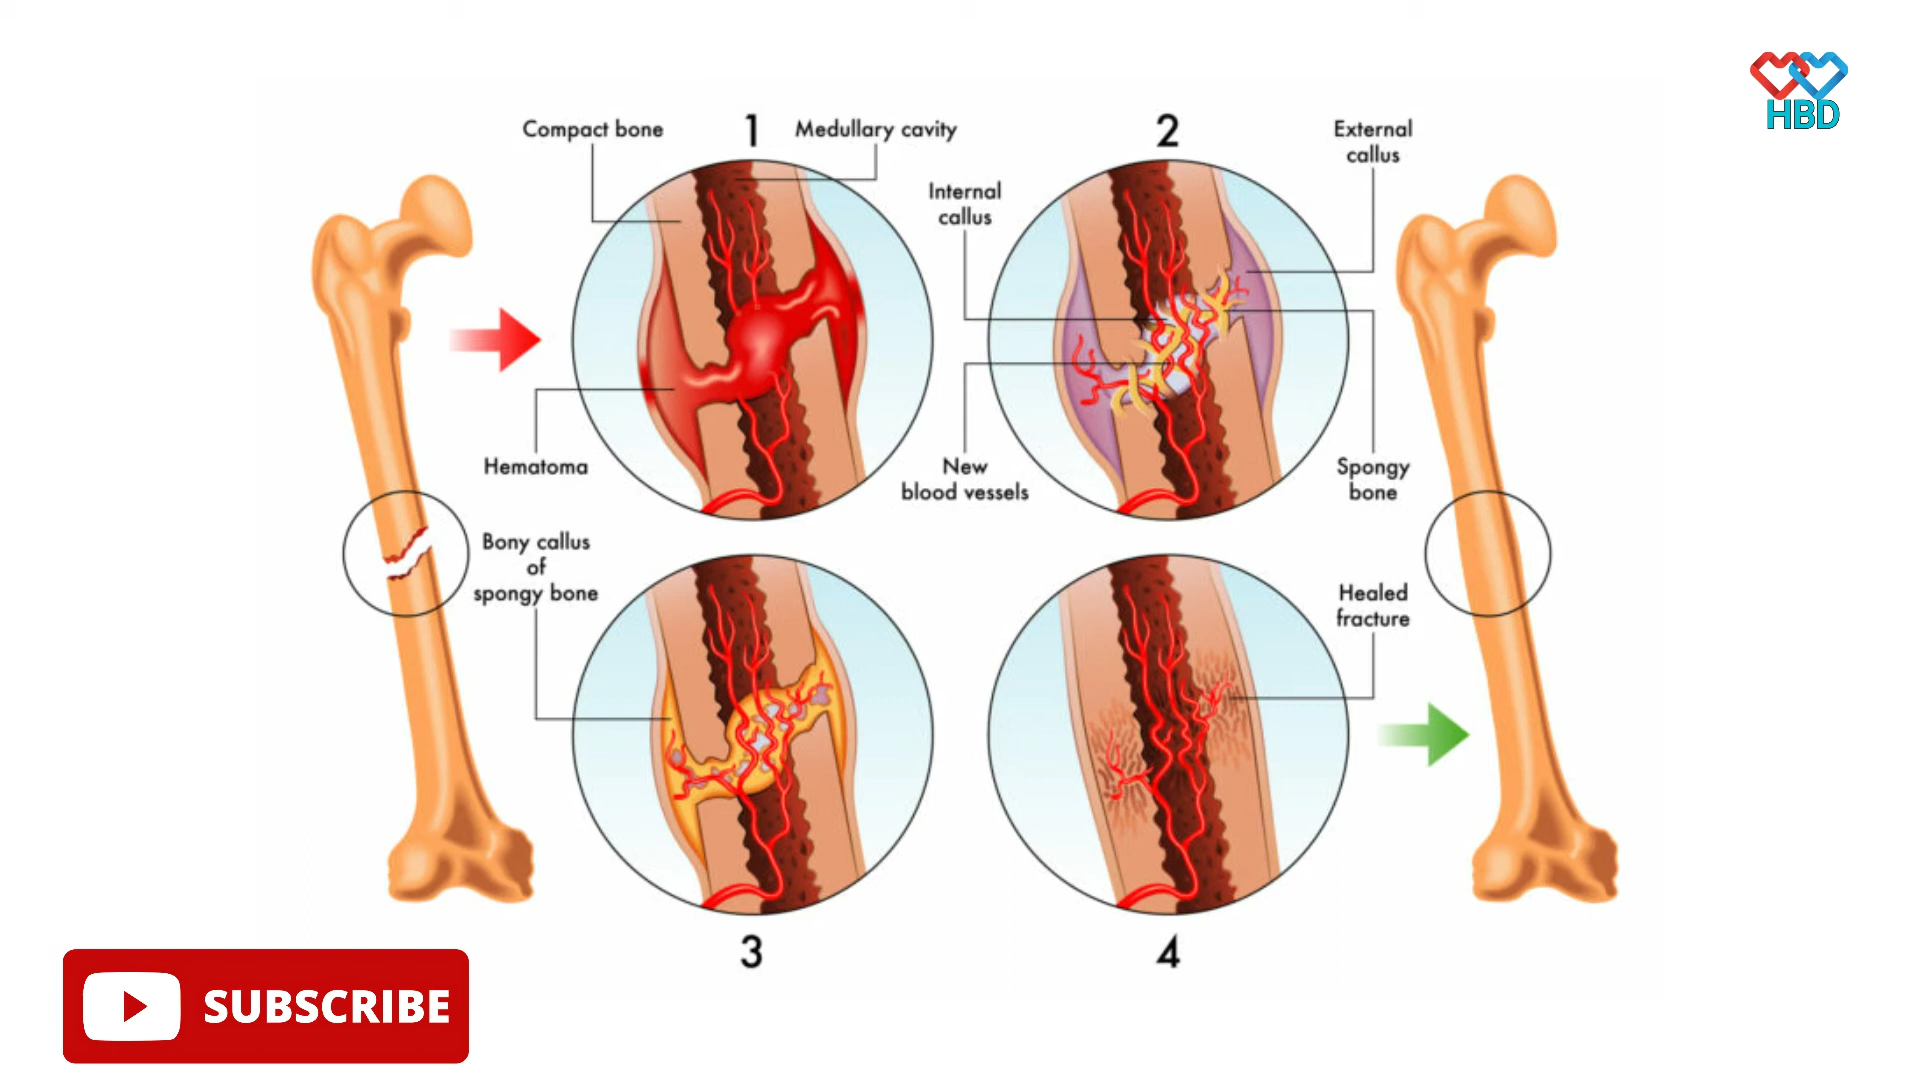 HBD
Compact bone
1
Medullary cavity
2
External
callus
Internal
callus
Hematoma
New
blood vessels
Spongy
bone
Bony callus
of
spongy bone
Healed
fracture
3
4
SUBSCRIBE